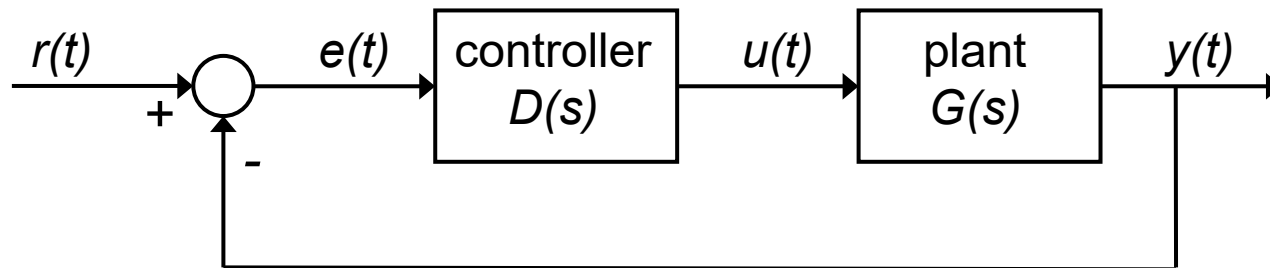 r(t)
+
-
e(t)
controller
D(s)
u(t)
plant
G(s)
y(t)